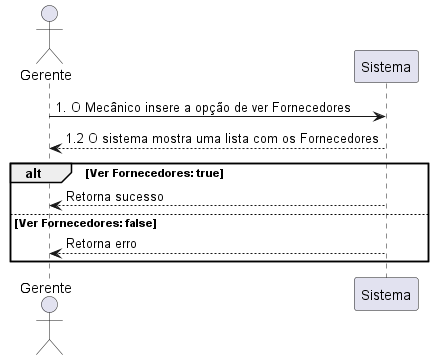 Gerente
Sistema
1. O Mecânico insere a opção de ver Fornecedores
1.2 O sistema mostra uma lista com os Fornecedores
alt [Ver Fornecedores: true]
Retorna sucesso
[Ver Fornecedores: false]
Retorna erro
Gerente
Sistema